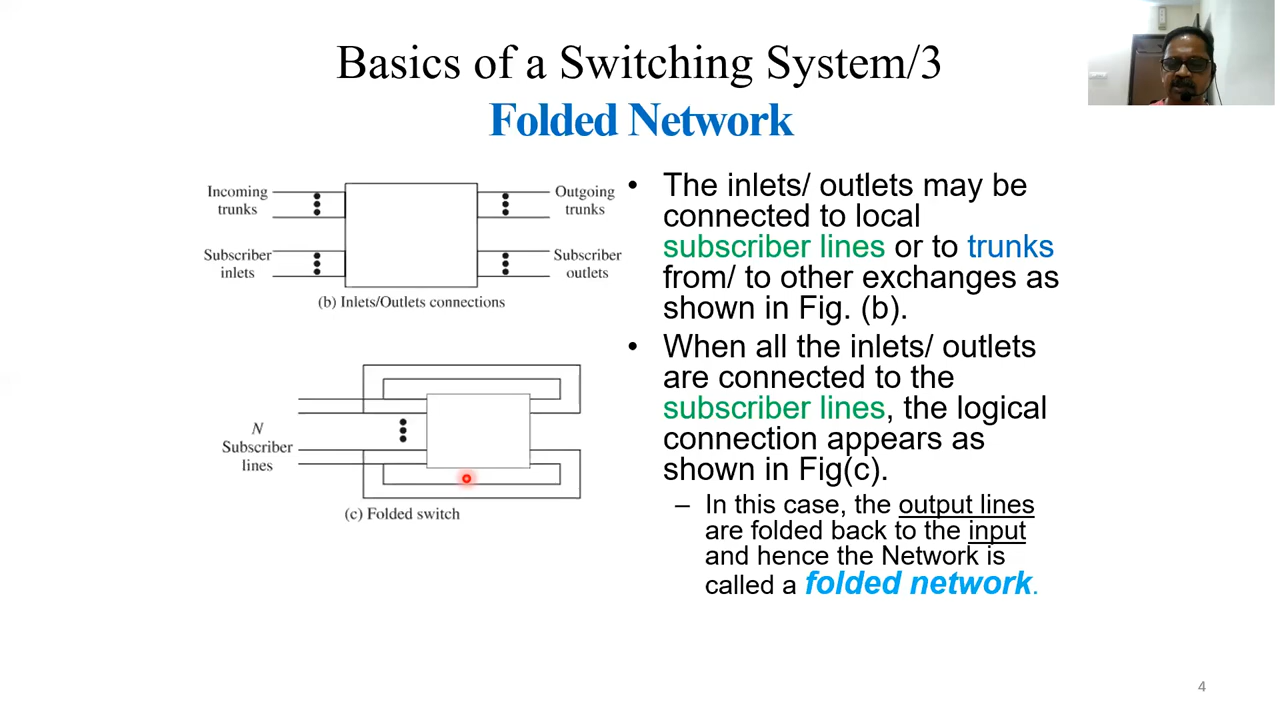 Basics of a Switching System/3
Folded Network
Incoming
trunks
Outgoing
trunks
Subscriber
inlets
Subscriber
outlets
(b) Inlets/Outlets connections
N
Subscriber
lines
(c) Folded switch
• The inlets/ outlets may be
connected to local
subscriber lines or to trunks
from/ to other exchanges as
shown in Fig. (b).
• When all the inlets/ outlets
are connected to the
subscriber lines, the logical
connection appears as
shown in Fig(c).
– In this case, the output lines
are folded back to the input
and hence the Network is
called a folded network.
4